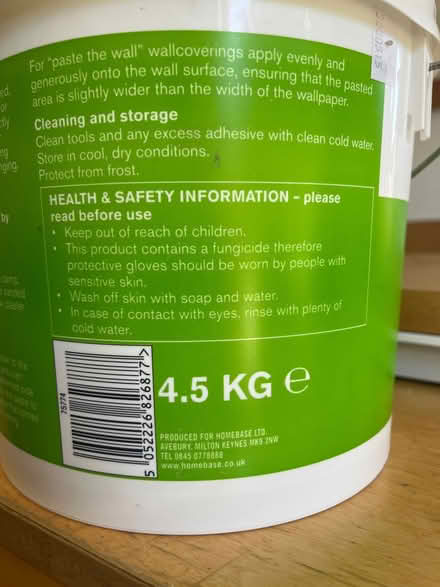 For "paste the wall" wallcoverings apply evenly and
generously onto the wall surface, ensuring that the pasted
area is slightly wider than the width of the wallpaper.
Cleaning and storage
Clean tools and any excess adhesive with clean cold water.
Store in cool, dry conditions.
Protect from frost.
HEALTH & SAFETY INFORMATION – please
read before use
• Keep out of reach of children.
• This product contains a fungicide therefore
protective gloves should be worn by people with
sensitive skin.
• Wash off skin with soap and water.
• In case of contact with eyes, rinse with plenty of
cold water.
75774
5 052226 826877 >
4.5 KG ℮
PRODUCED FOR HOMEBASE LTD.
AVEBURY, MILTON KEYNES MK9 2NW
TEL 0845 0778888
www.homebase.co.uk